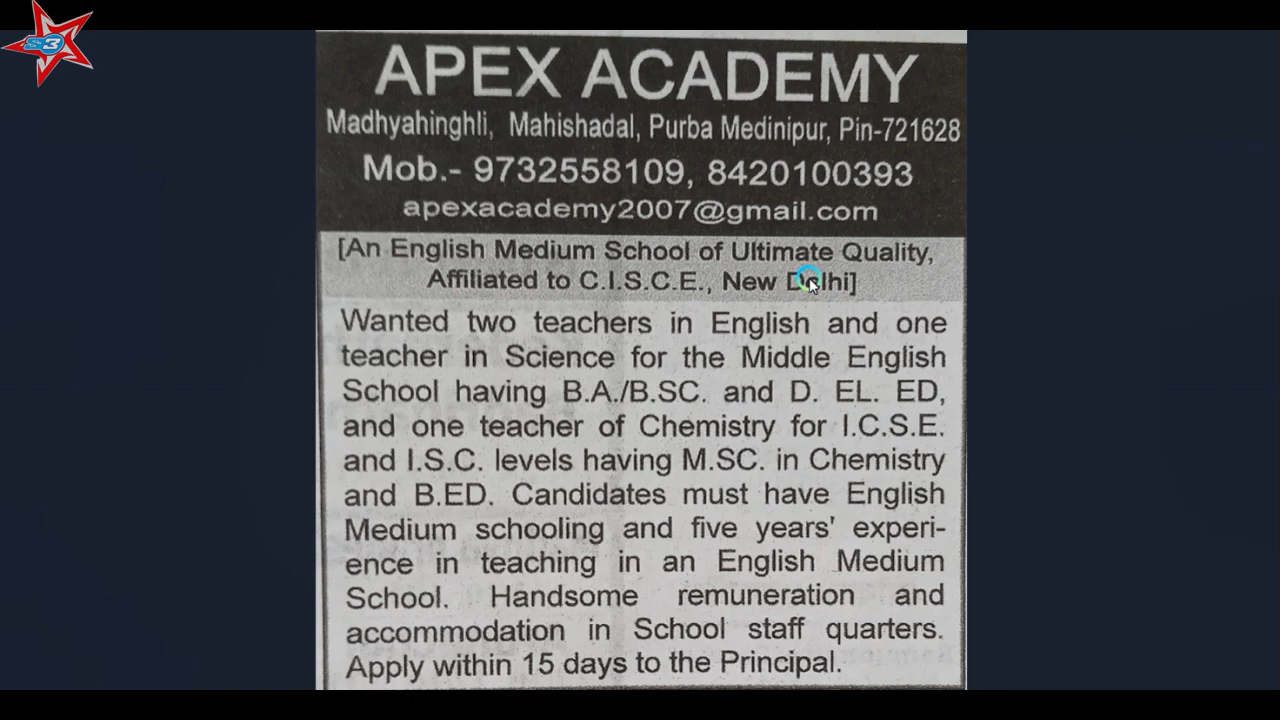 S3
APEX ACADEMY
Madhyahinghli, Mahishadal, Purba Medinipur, Pin-721628
Mob.- 9732558109, 8420100393
apexacademy2007@gmail.com
[An English Medium School of Ultimate Quality,
Affiliated to C.I.S.C.E., New Delhi]
Wanted two teachers in English and one
teacher in Science for the Middle English
School having B.A./B.SC. and D. EL. ED,
and one teacher of Chemistry for I.C.S.E.
and I.S.C. levels having M.SC. in Chemistry
and B.ED. Candidates must have English
Medium schooling and five years' experi-
ence in teaching in an English Medium
School. Handsome remuneration and
accommodation in School staff quarters.
Apply within 15 days to the Principal.